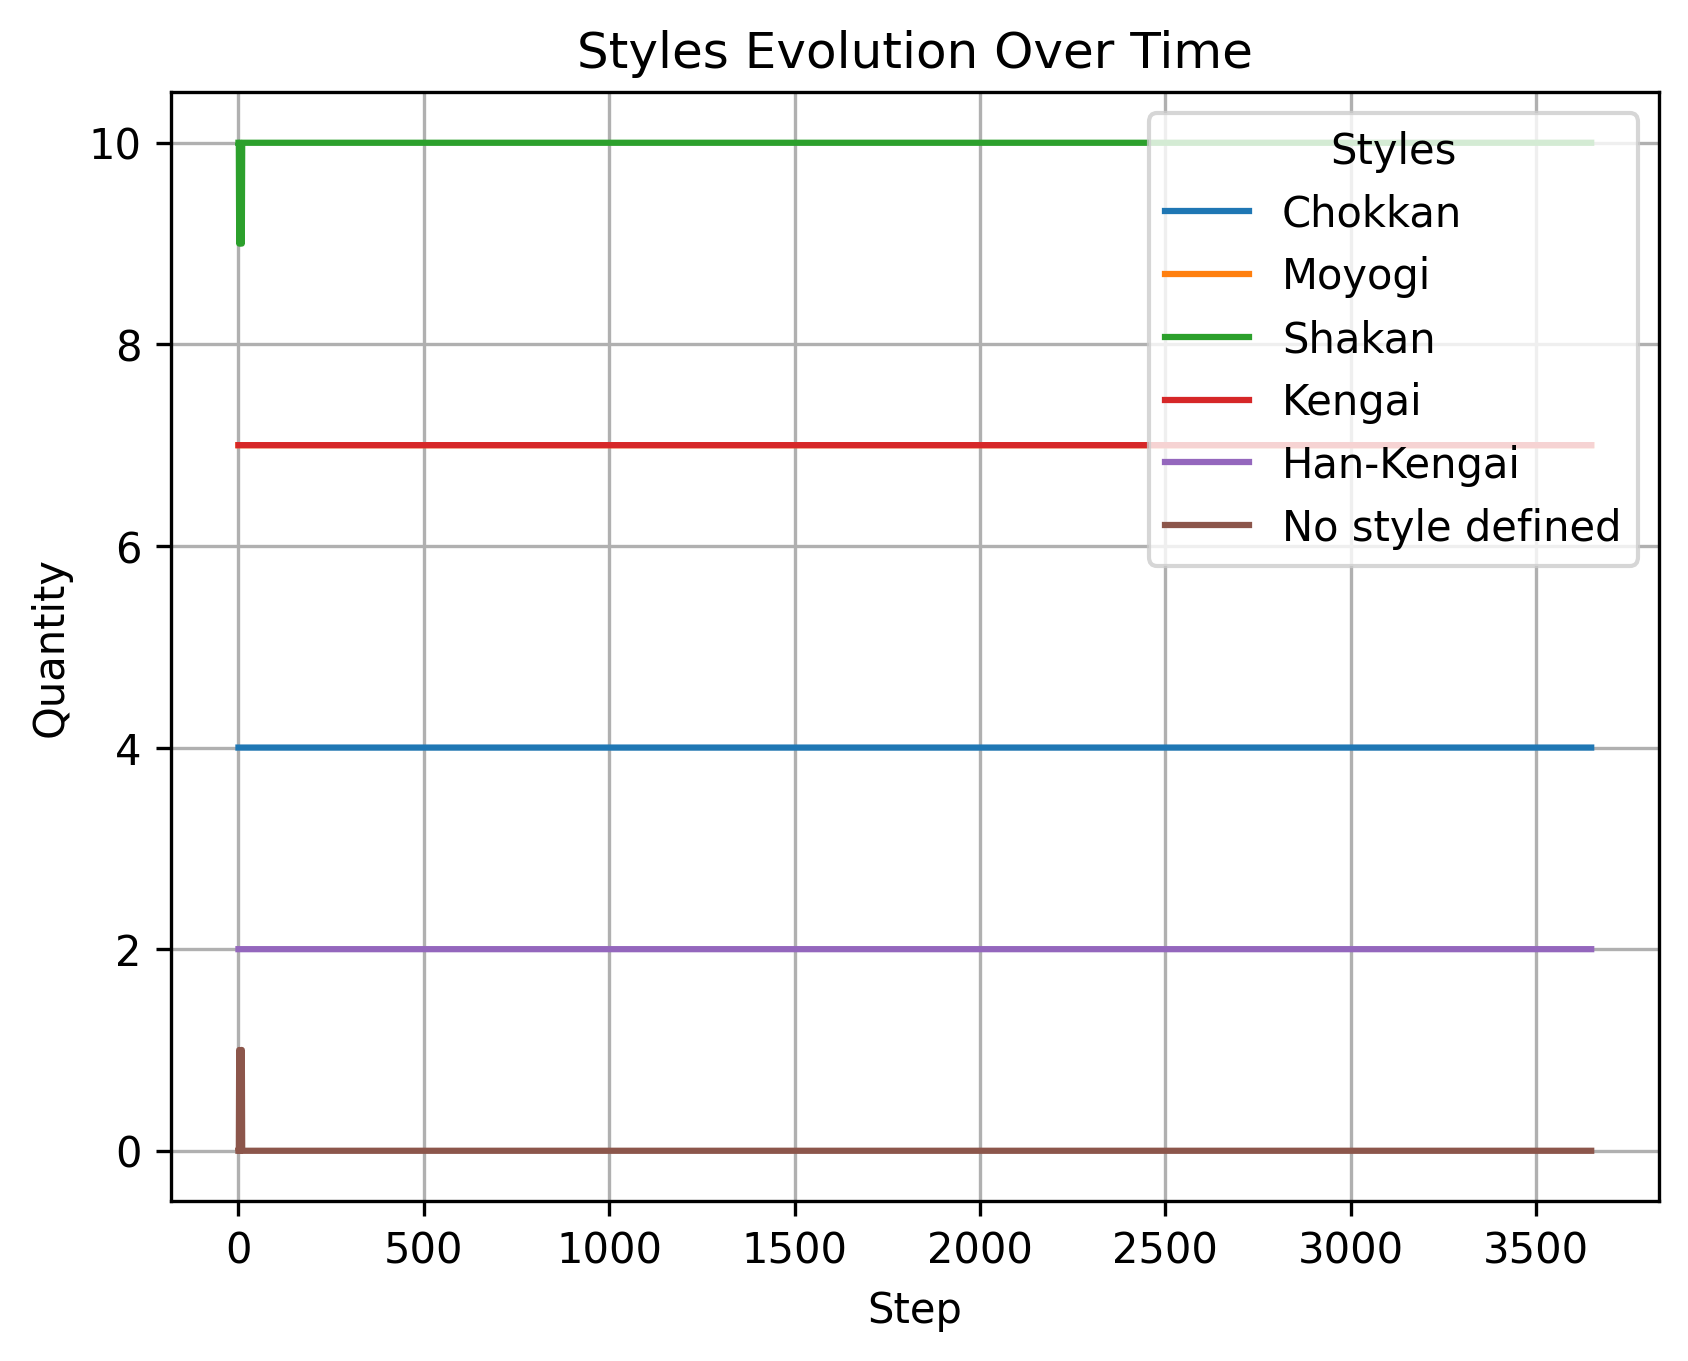 Styles Evolution Over Time
Quantity
10
8
6
4
2
0
Styles
Chokkan
Moyogi
Shakan
Kengai
Han-Kengai
No style defined
0 500 1000 1500 2000 2500 3000 3500
Step